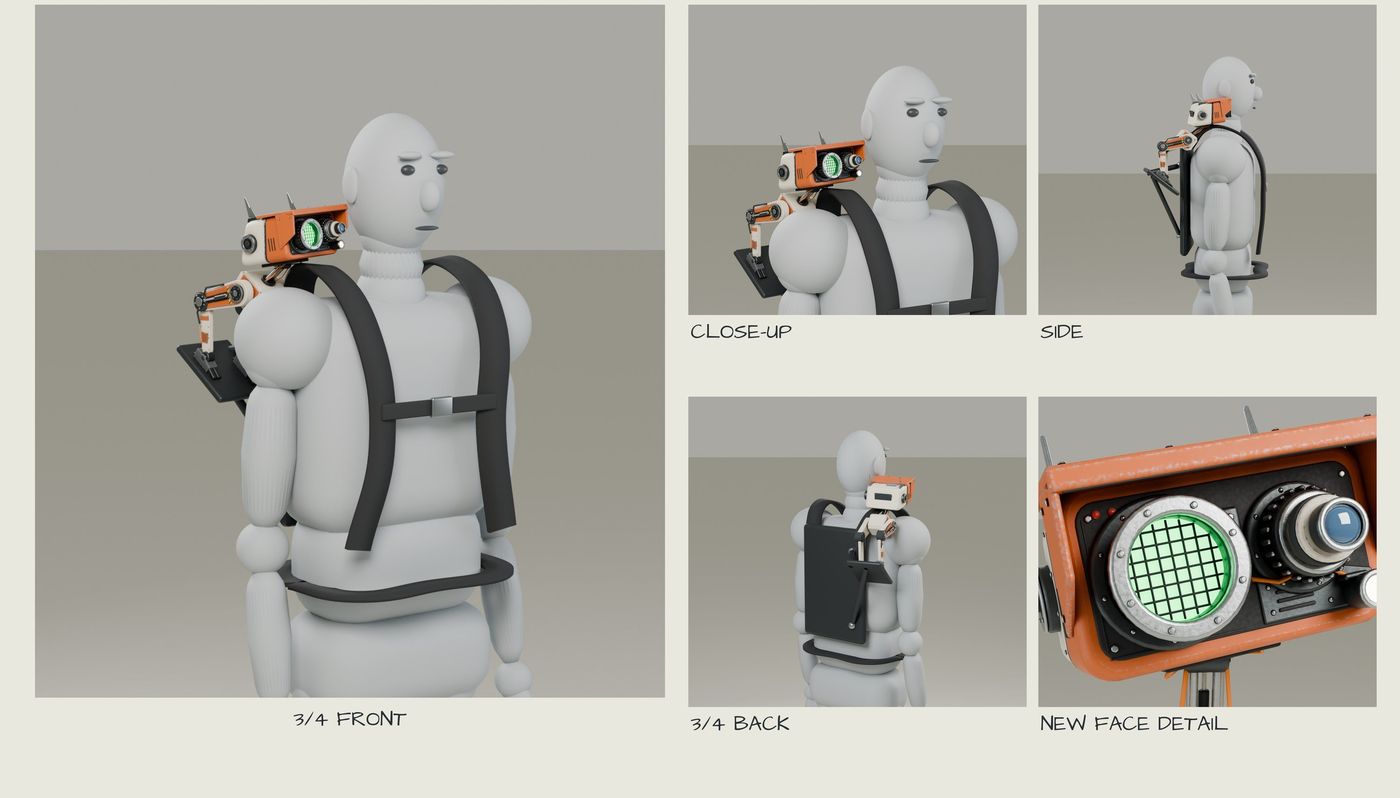 CLOSE-UP
SIDE
3/4 FRONT
3/4 BACK
NEW FACE DETAIL